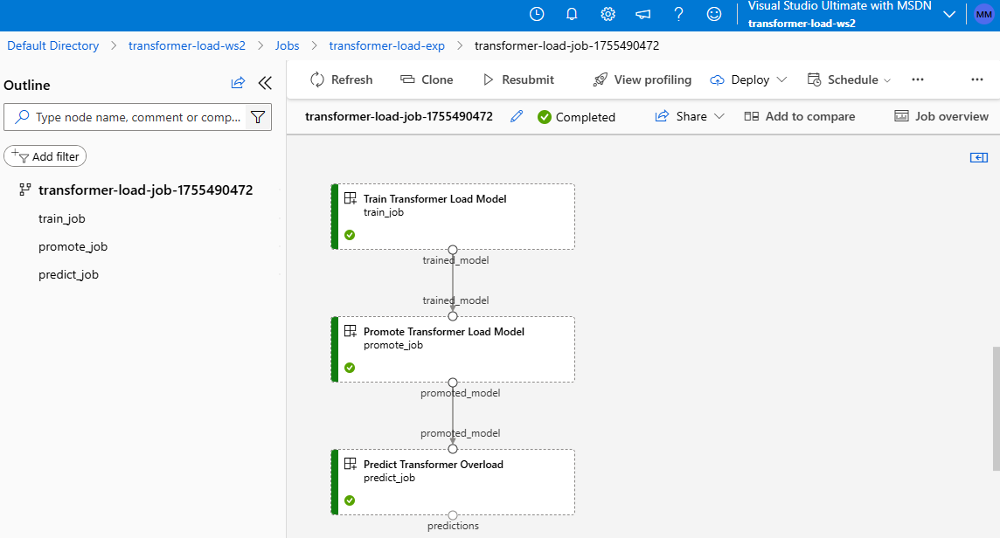 Visual Studio Ultimate with MSDN
transformer-load-ws2
MM
Default Directory > transformer-load-ws2 > Jobs > transformer-load-exp > transformer-load-job-1755490472
Outline
Type node name, comment or comp...
Add filter
transformer-load-job-1755490472
train_job
promote_job
predict_job
Refresh Clone Resubmit View profiling Deploy Schedule
transformer-load-job-1755490472 Completed Share Add to compare Job overview
Train Transformer Load Model
train_job
trained_model
trained_model
Promote Transformer Load Model
promote_job
promoted_model
promoted_model
Predict Transformer Overload
predict_job
predictions